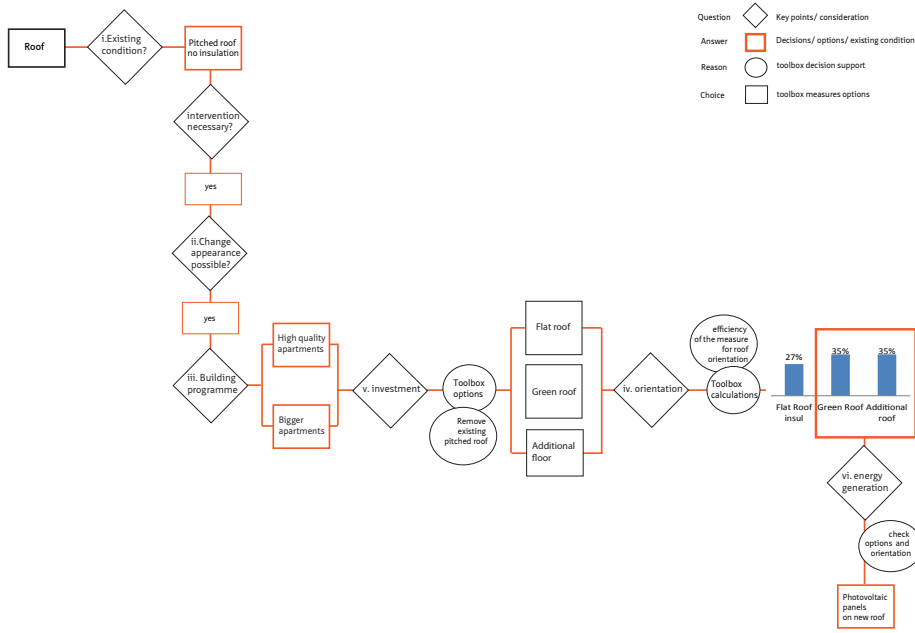 Roof
i.Existing
condition?
Pitched roof
no insulation
Question
Key points/ consideration
Answer
Decisions/ options/ existing condition
Reason
toolbox decision support
Choice
toolbox measures options
intervention
necessary?
yes
ii.Change
appearance
possible?
yes
iii. Building
programme
High quality
apartments
Bigger
apartments
v. investment
Toolbox
options
Remove
existing
pitched roof
Flat roof
Green roof
Additional
floor
iv. orientation
efficiency
of the measure
for roof
orientation
Toolbox
calculations
27%
35%
35%
Flat Roof
insul
Green Roof
Additional
roof
vi. energy
generation
check
options and
orientation
Photovoltaic
panels
on new roof